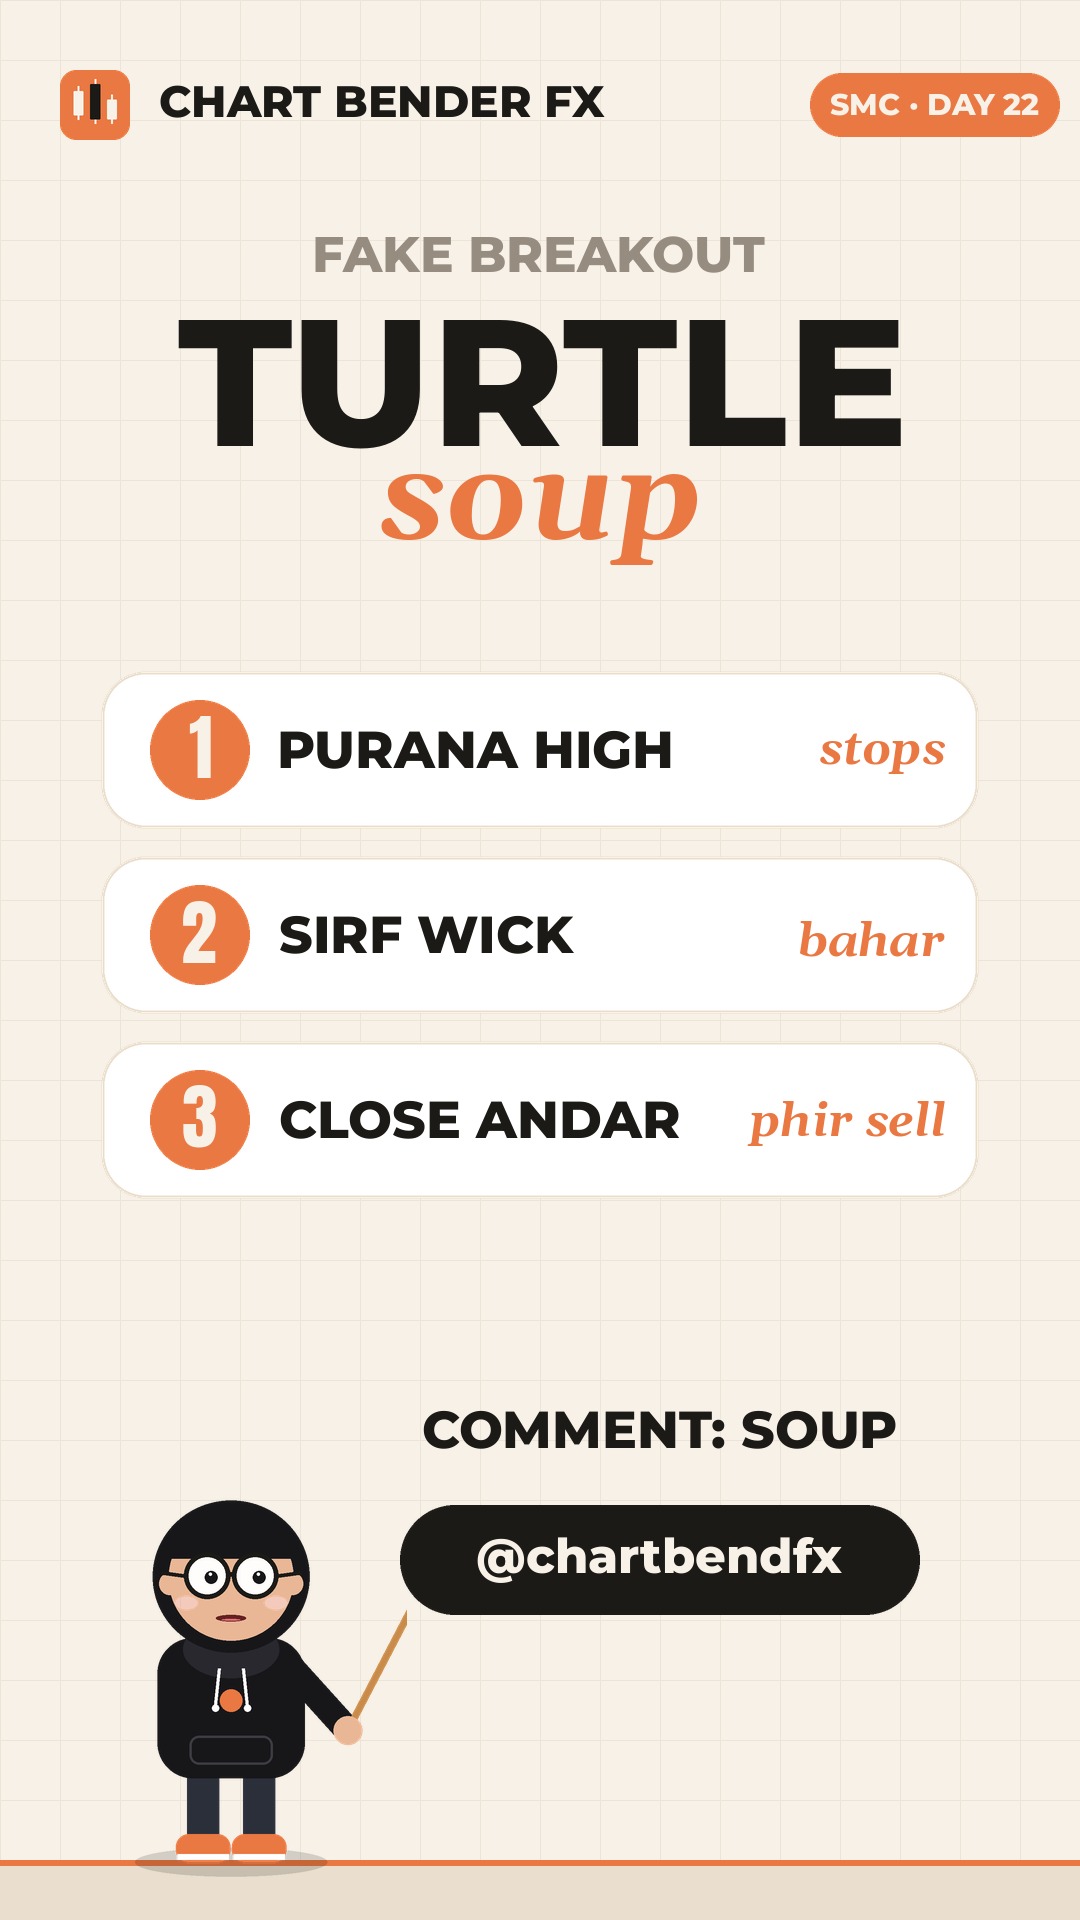 CHART BENDER FX
SMC • DAY 22
FAKE BREAKOUT
TURTLE
soup
1 PURANA HIGH stops
2 SIRF WICK bahar
3 CLOSE ANDAR phir sell
COMMENT: SOUP
@chartbendfx